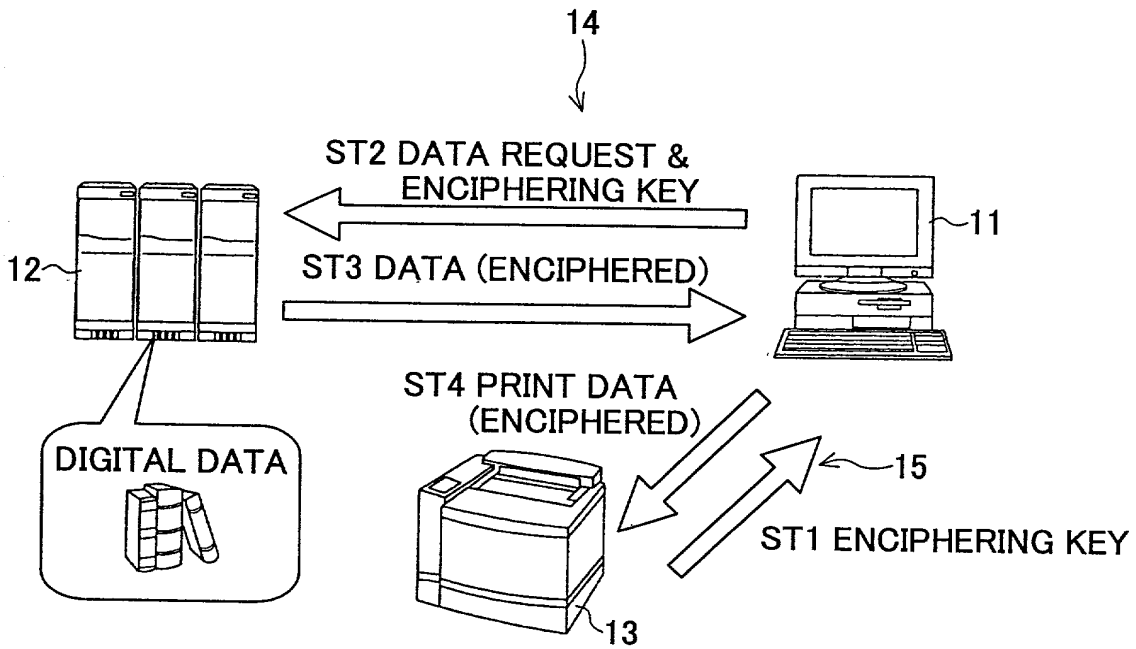 14
ST2 DATA REQUEST &
ENCIPHERING KEY
11
12
ST3 DATA (ENCIPHERED)
ST4 PRINT DATA
(ENCIPHERED)
DIGITAL DATA
15
ST1 ENCIPHERING KEY
13